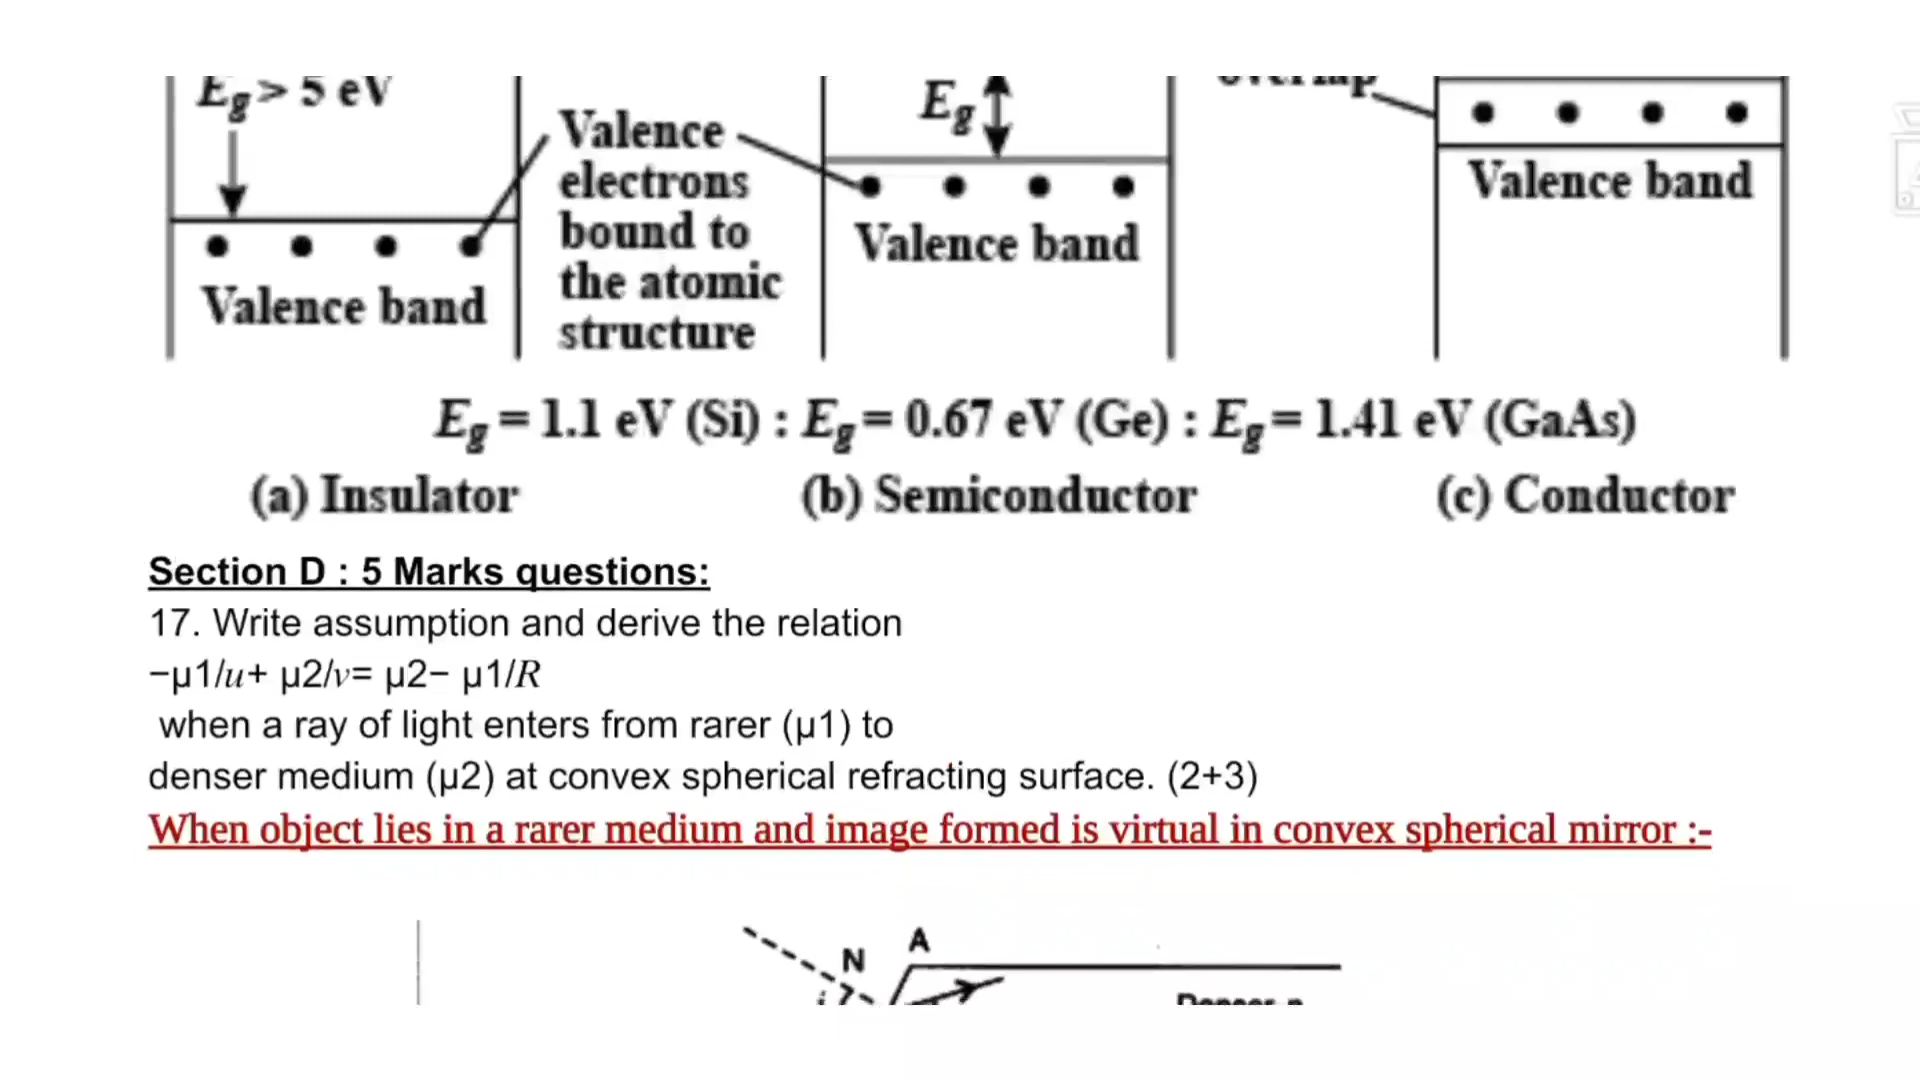 Eg > 5 eV
Valence
electrons
bound to
the atomic
structure
Valence band
Eg
Valence band
overlap
Valence band
Eg = 1.1 eV (Si) : Eg = 0.67 eV (Ge) : Eg = 1.41 eV (GaAs)
(a) Insulator (b) Semiconductor (c) Conductor
Section D : 5 Marks questions:
17. Write assumption and derive the relation
−μ1/u+ μ2/v= μ2− μ1/R
when a ray of light enters from rarer (μ1) to
denser medium (μ2) at convex spherical refracting surface. (2+3)
When object lies in a rarer medium and image formed is virtual in convex spherical mirror :-
N A
i